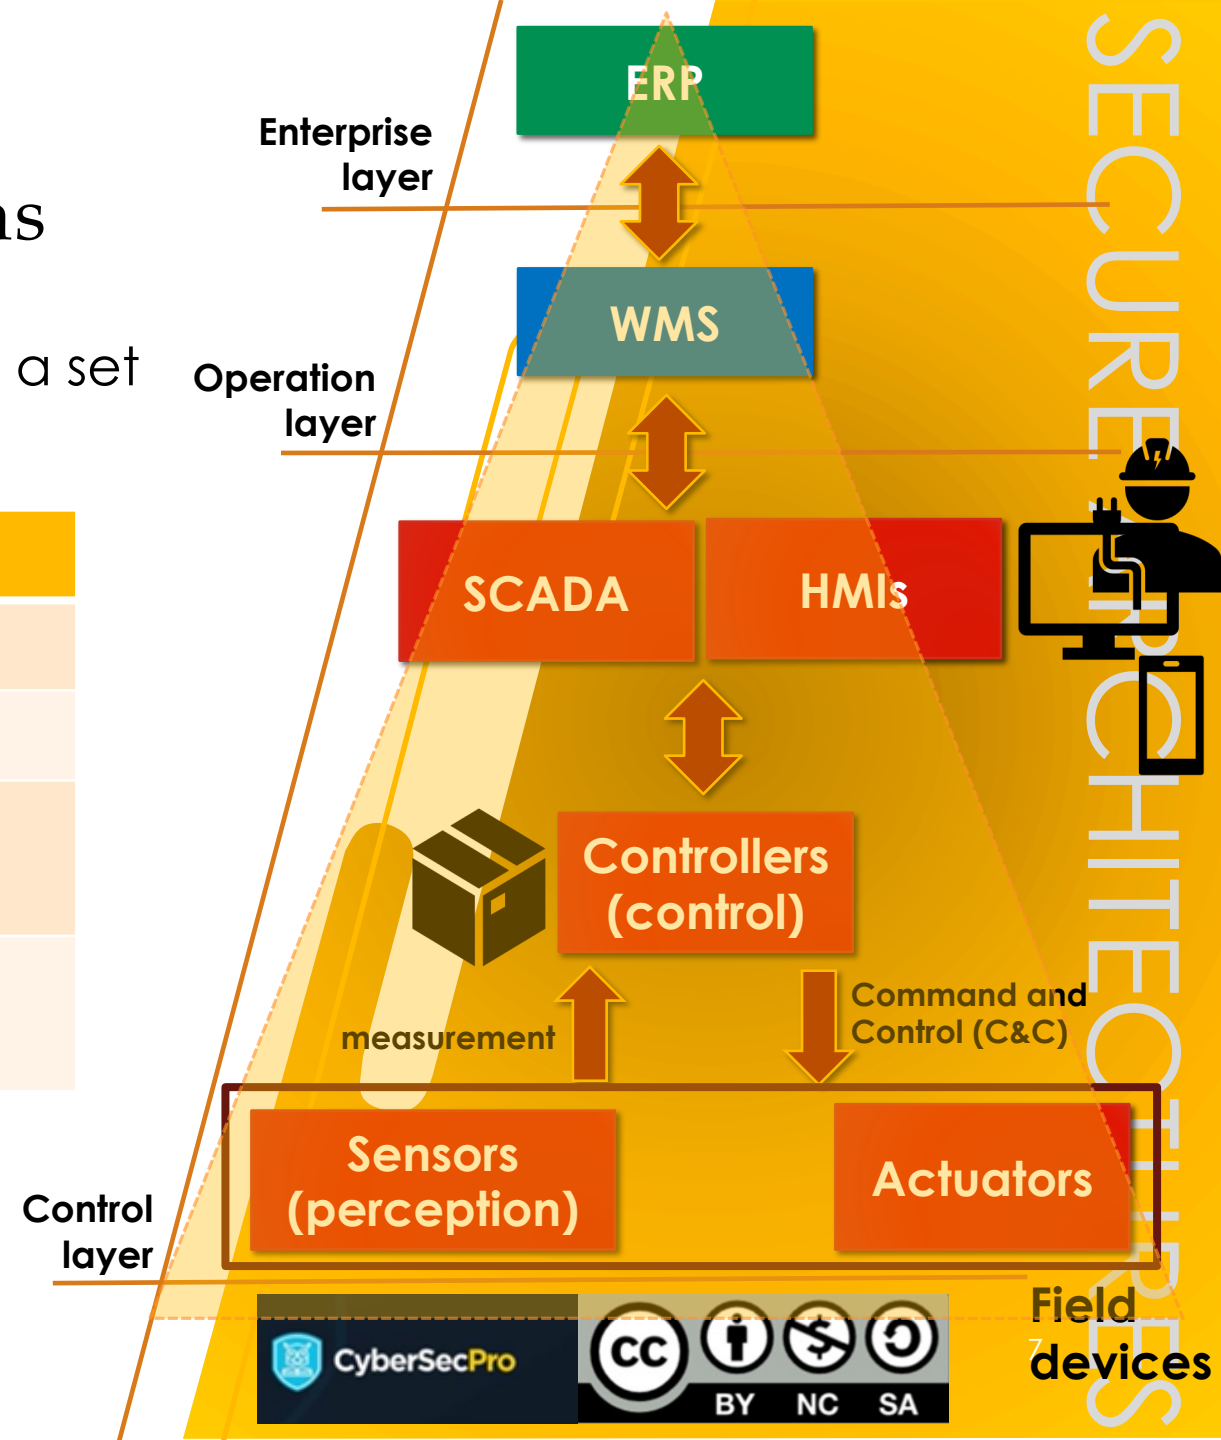 ns
a set
ERP
Enterprise
layer
WMS
Operation
layer
SCADA
HMIs
Controllers
(control)
measurement
Command and
Control (C&C)
Sensors
(perception)
Actuators
Control
layer
Field
devices
7
CyberSecPro
cc
BY NC SA
SECURE ARCHITECTURES